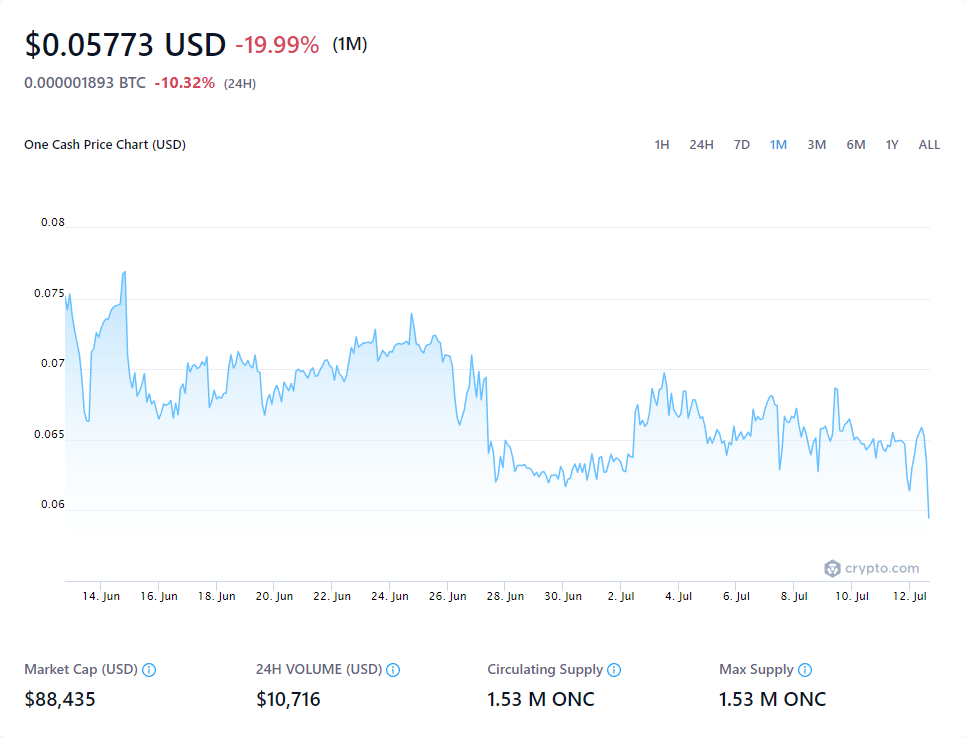 $0.05773 USD -19.99% (1M)
0.000001893 BTC -10.32% (24H)
One Cash Price Chart (USD) 1H 24H 7D 1M 3M 6M 1Y ALL
0.08
0.075
0.07
0.065
0.06
crypto.com
14. Jun 16. Jun 18. Jun 20. Jun 22. Jun 24. Jun 26. Jun 28. Jun 30. Jun 2. Jul 4. Jul 6. Jul 8. Jul 10. Jul 12. Jul
Market Cap (USD) 24H VOLUME (USD) Circulating Supply Max Supply
$88,435 $10,716 1.53 M ONC 1.53 M ONC